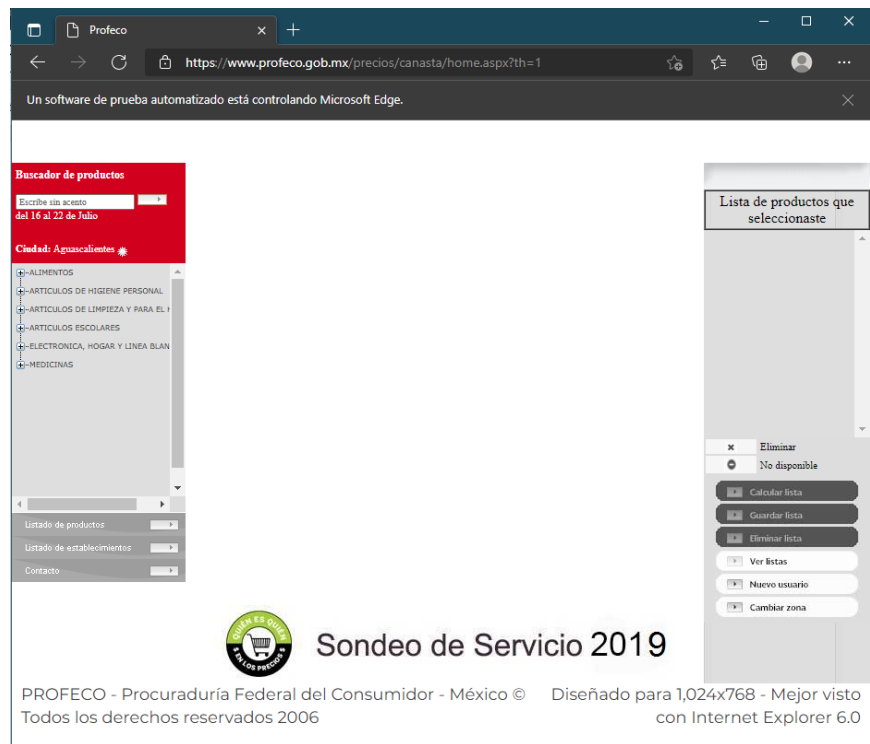 Profeco
https://www.profeco.gob.mx/precios/canasta/home.aspx?th=1
Un software de prueba automatizado está controlando Microsoft Edge.
Buscador de productos
Escribe sin acento
del 16 al 22 de Julio
Ciudad: Aguascalientes
ALIMENTOS
ARTICULOS DE HIGIENE PERSONAL
ARTICULOS DE LIMPIEZA Y PARA EL H
ARTICULOS ESCOLARES
ELECTRONICA, HOGAR Y LINEA BLAN
MEDICINAS
Listado de productos
Listado de establecimientos
Contacto
Lista de productos que
seleccionaste
Eliminar
No disponible
Calcular lista
Guardar lista
Eliminar lista
Ver listas
Nuevo usuario
Cambiar zona
QUIÉN ES QUIÉN
EN LOS PRECIOS
Sondeo de Servicio 2019
PROFECO - Procuraduría Federal del Consumidor - México ©
Todos los derechos reservados 2006
Diseñado para 1,024x768 - Mejor visto
con Internet Explorer 6.0